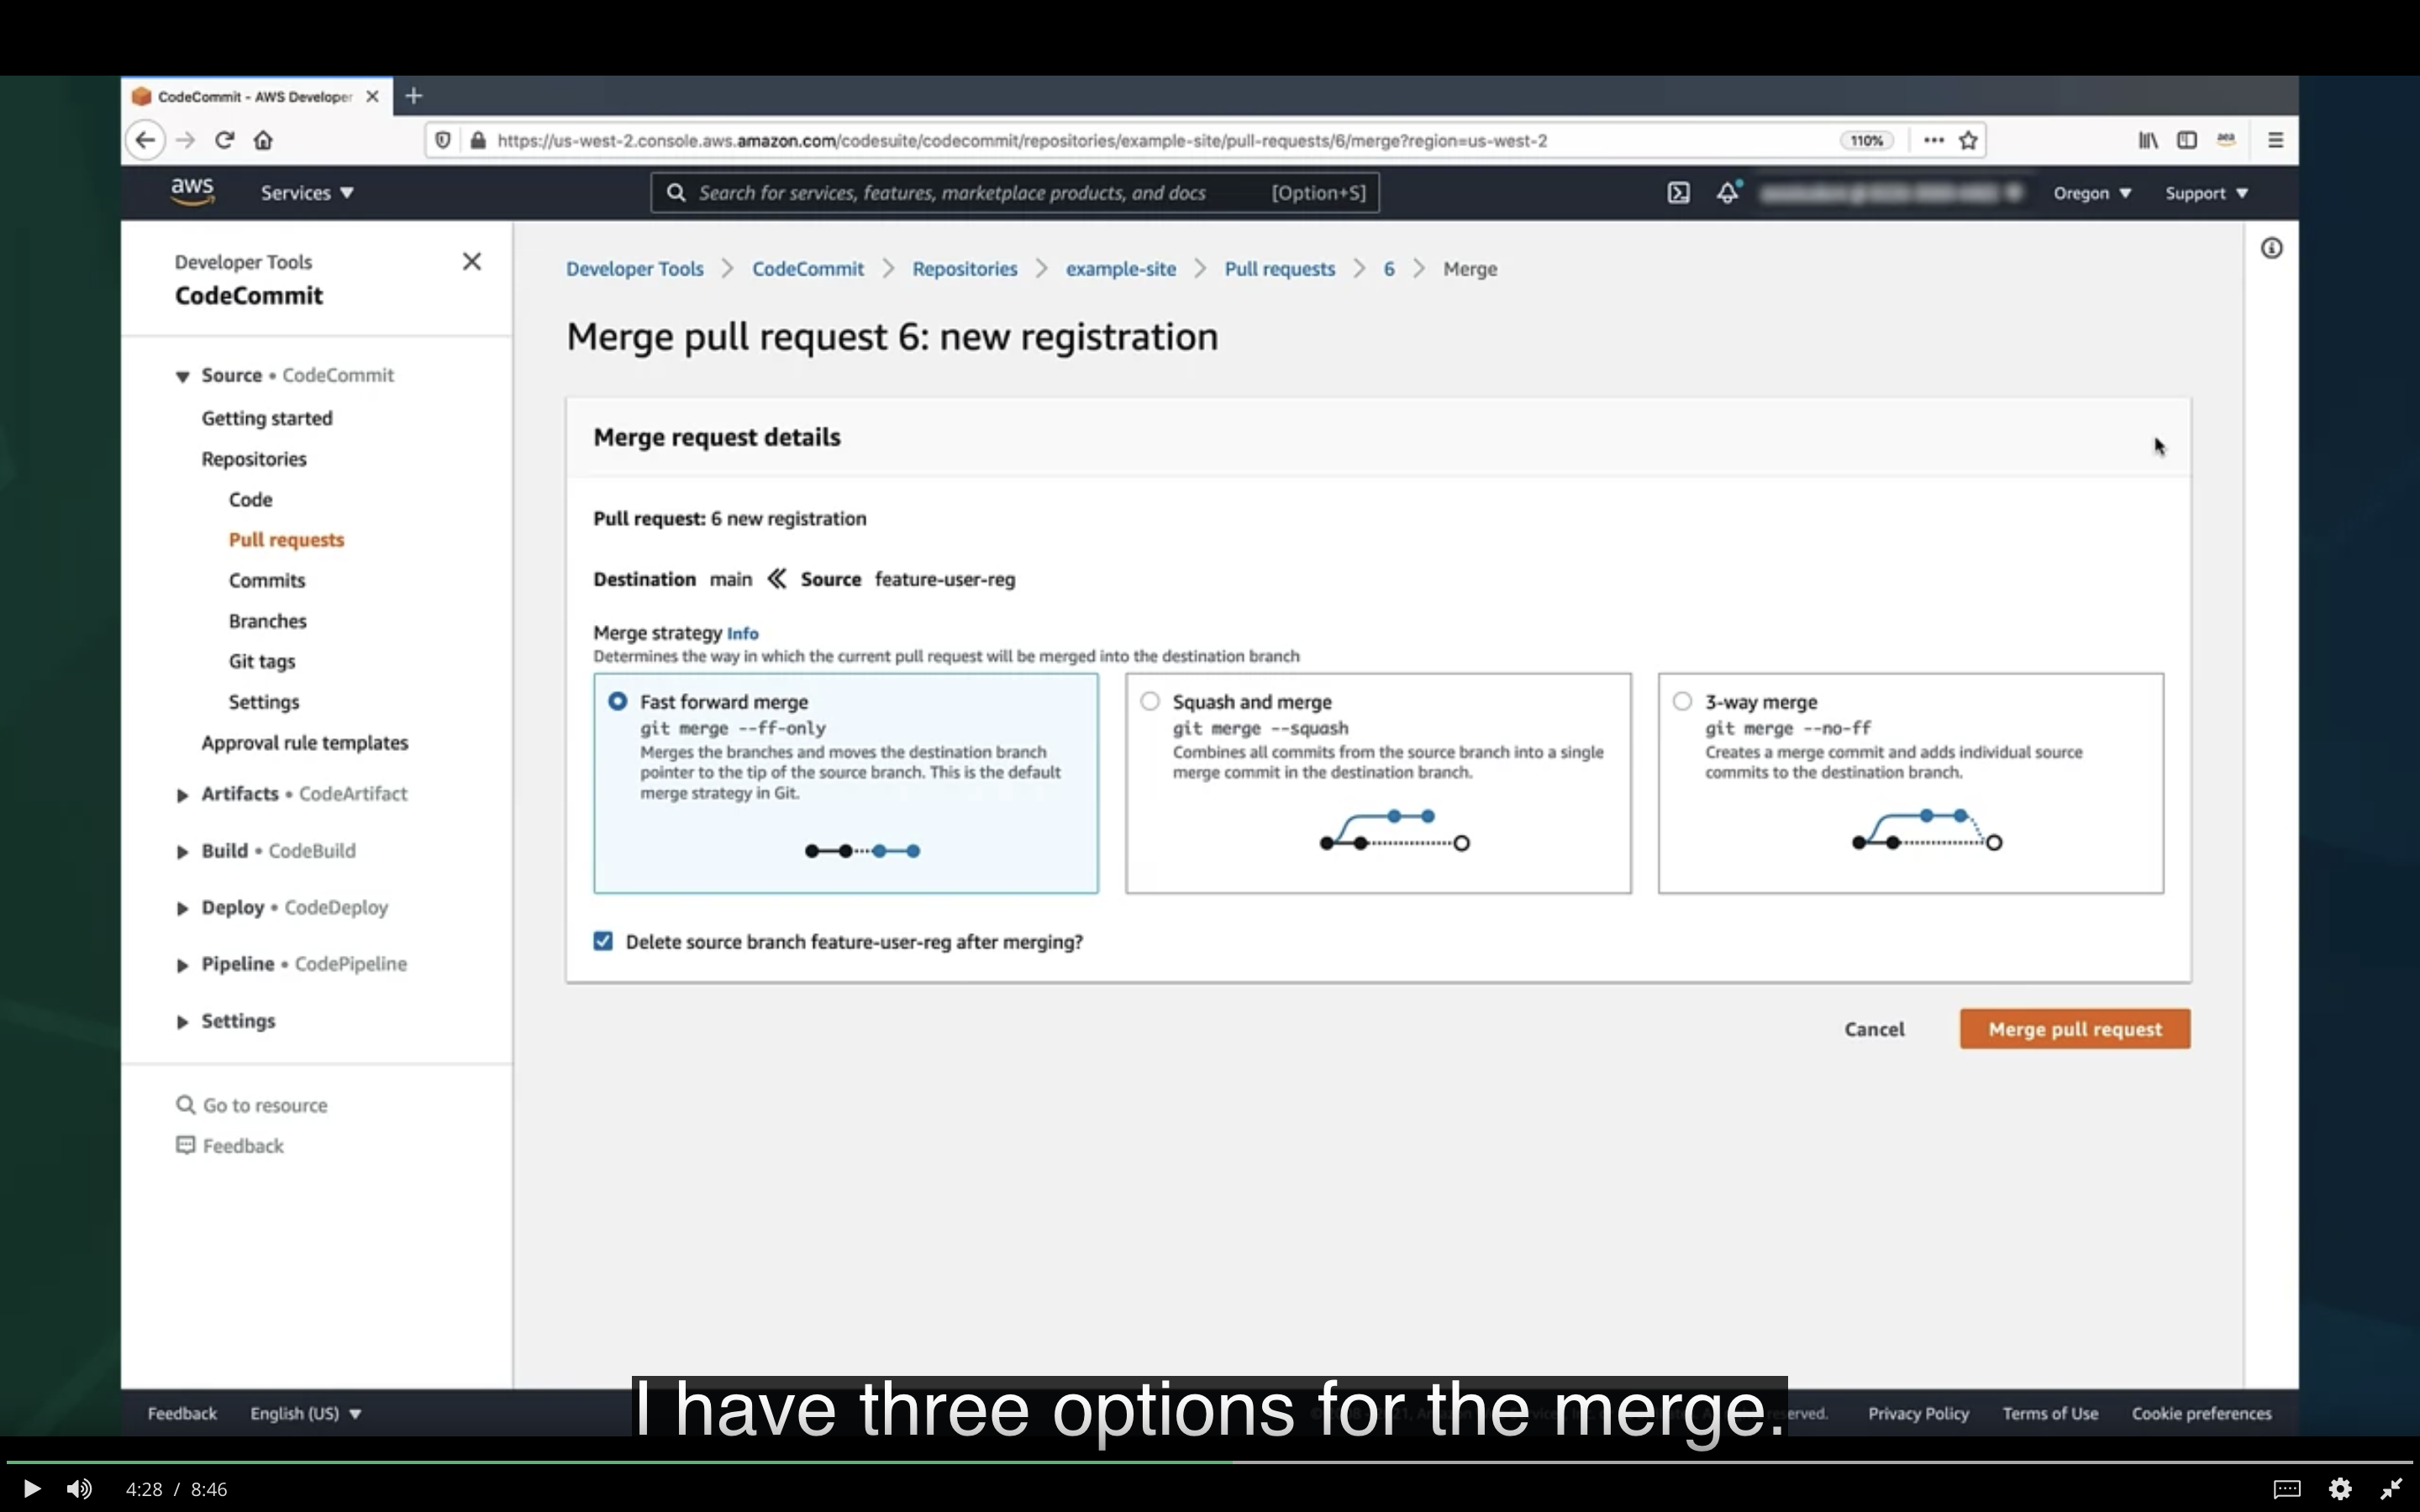 CodeCommit - AWS Developer
https://us-west-2.console.aws.amazon.com/codesuite/codecommit/repositories/example-site/pull-requests/6/merge?region=us-west-2
110%
aws
Services
Search for services, features, marketplace products, and docs
[Option+S]
Oregon
Support
Developer Tools
CodeCommit
Source • CodeCommit
Getting started
Repositories
Code
Pull requests
Commits
Branches
Git tags
Settings
Approval rule templates
Artifacts • CodeArtifact
Build • CodeBuild
Deploy • CodeDeploy
Pipeline • CodePipeline
Settings
Go to resource
Feedback
Developer Tools > CodeCommit > Repositories > example-site > Pull requests > 6 > Merge
Merge pull request 6: new registration
Merge request details
Pull request: 6 new registration
Destination main « Source feature-user-reg
Merge strategy Info
Determines the way in which the current pull request will be merged into the destination branch
Fast forward merge
git merge --ff-only
Merges the branches and moves the destination branch
pointer to the tip of the source branch. This is the default
merge strategy in Git.
Squash and merge
git merge --squash
Combines all commits from the source branch into a single
merge commit in the destination branch.
3-way merge
git merge --no-ff
Creates a merge commit and adds individual source
commits to the destination branch.
Delete source branch feature-user-reg after merging?
Cancel
Merge pull request
Feedback
English (US)
Privacy Policy
Terms of Use
Cookie preferences
I have three options for the merge.
4:28 / 8:46